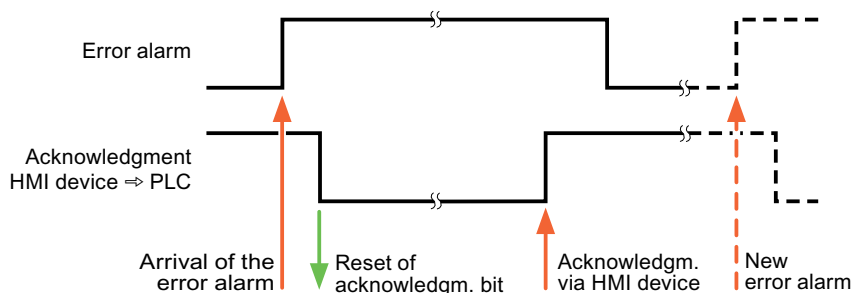 Error alarm
Acknowledgment
HMI device ⇨ PLC
Arrival of the
error alarm
Reset of
acknowledgm. bit
Acknowledgm.
via HMI device
New
error alarm